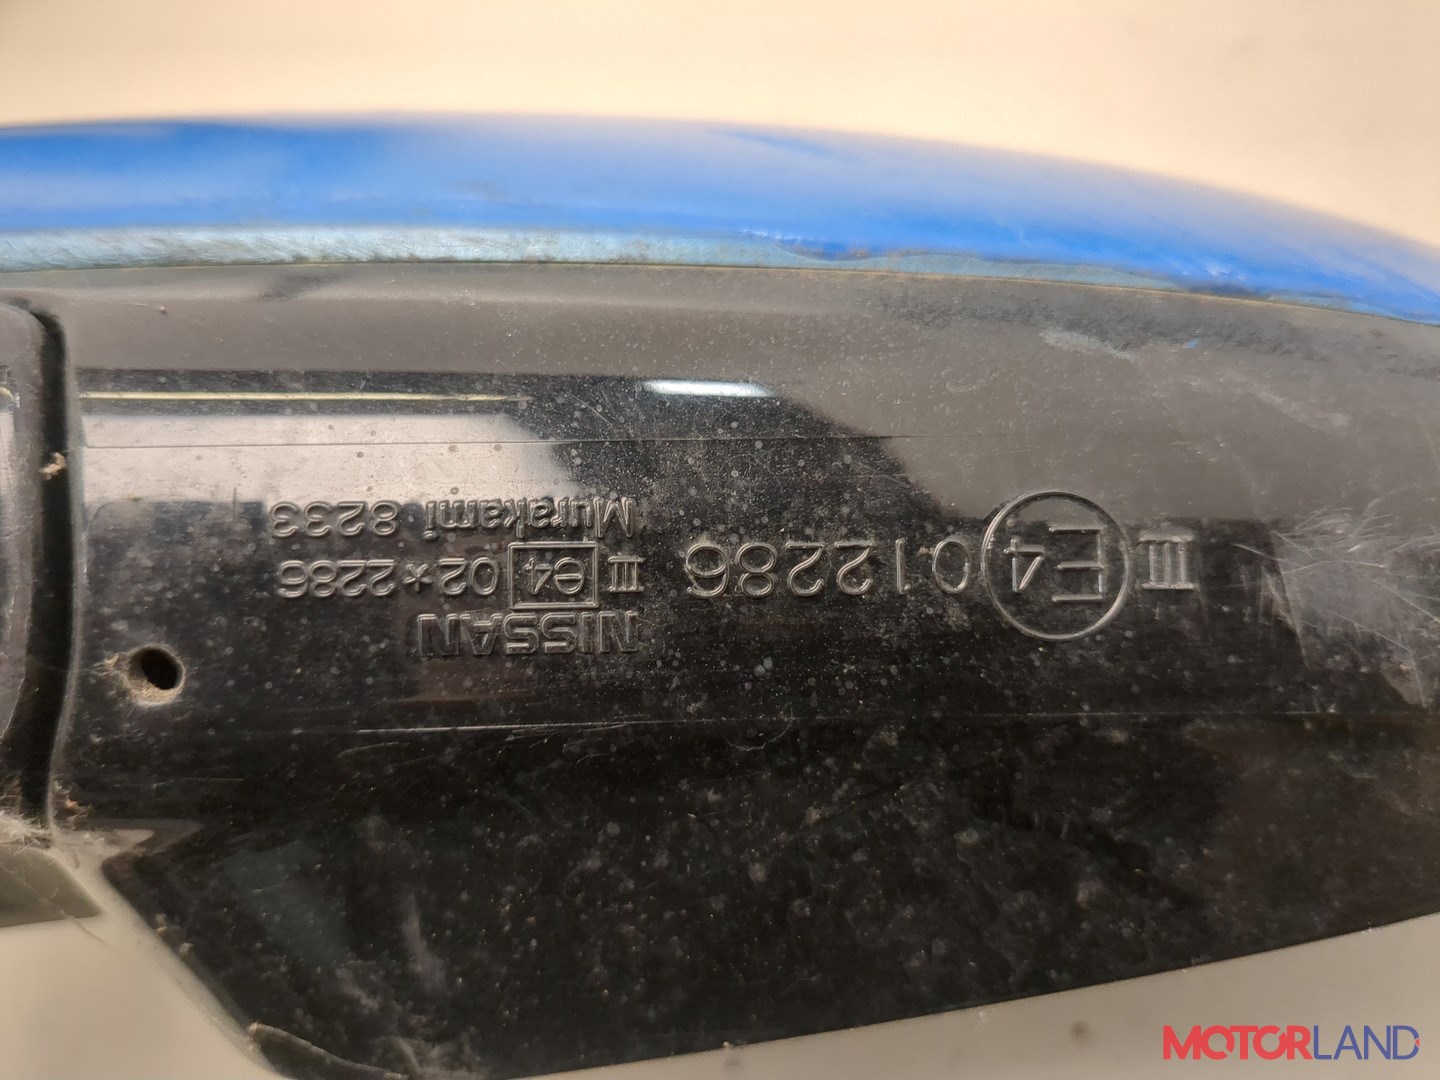 III E4 012286
NISSAN
III e4 02*2286
Murakami 8233
MOTORLAND